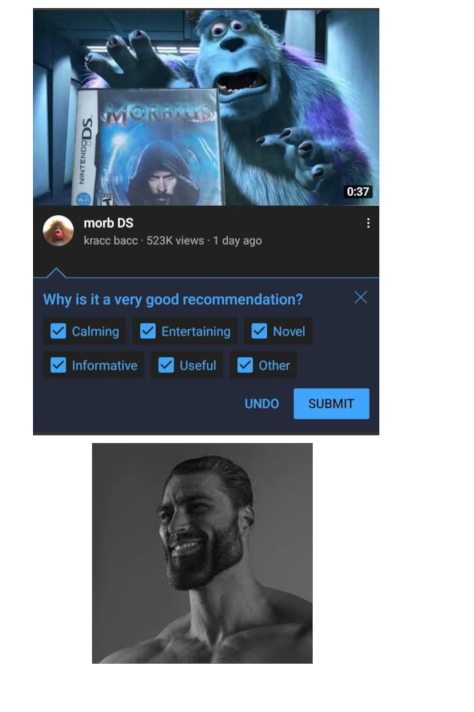 MORBIUS
NINTENDO DS.
0:37
morb DS
kracc bacc · 523K views · 1 day ago
Why is it a very good recommendation?
Calming Entertaining Novel
Informative Useful Other
UNDO SUBMIT